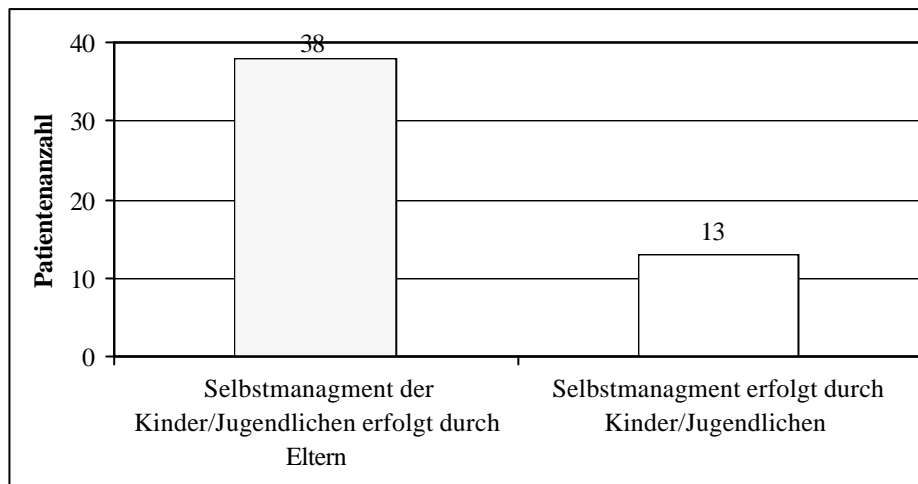 40
38
30
20
13
10
0
Patientenanzahl
Selbstmanagment der
Kinder/Jugendlichen erfolgt durch
Eltern
Selbstmanagment erfolgt durch
Kinder/Jugendlichen